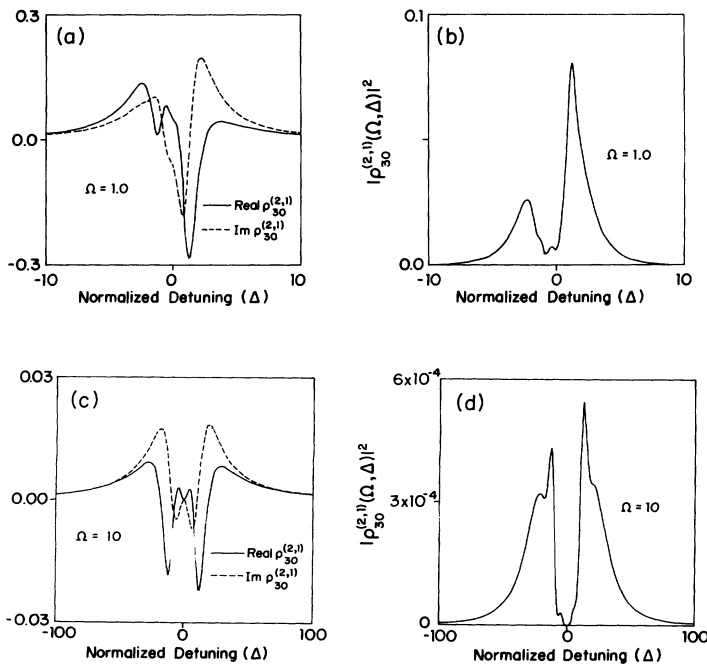 0.3
(a)
0.0
Ω = 1.0
Real ρ30^(2,1)
Im ρ30^(2,1)
-0.3
-10
0
10
Normalized Detuning (Δ)
0.1
(b)
|ρ30^(2,1)(Ω,Δ)|²
Ω = 1.0
0.0
-10
0
10
Normalized Detuning (Δ)
0.03
(c)
0.00
Ω = 10
Real ρ30^(2,1)
Im ρ30^(2,1)
-0.03
-100
0
100
Normalized Detuning (Δ)
6x10⁻⁴
(d)
|ρ30^(2,1)(Ω,Δ)|²
3x10⁻⁴
Ω = 10
0
-100
0
100
Normalized Detuning (Δ)